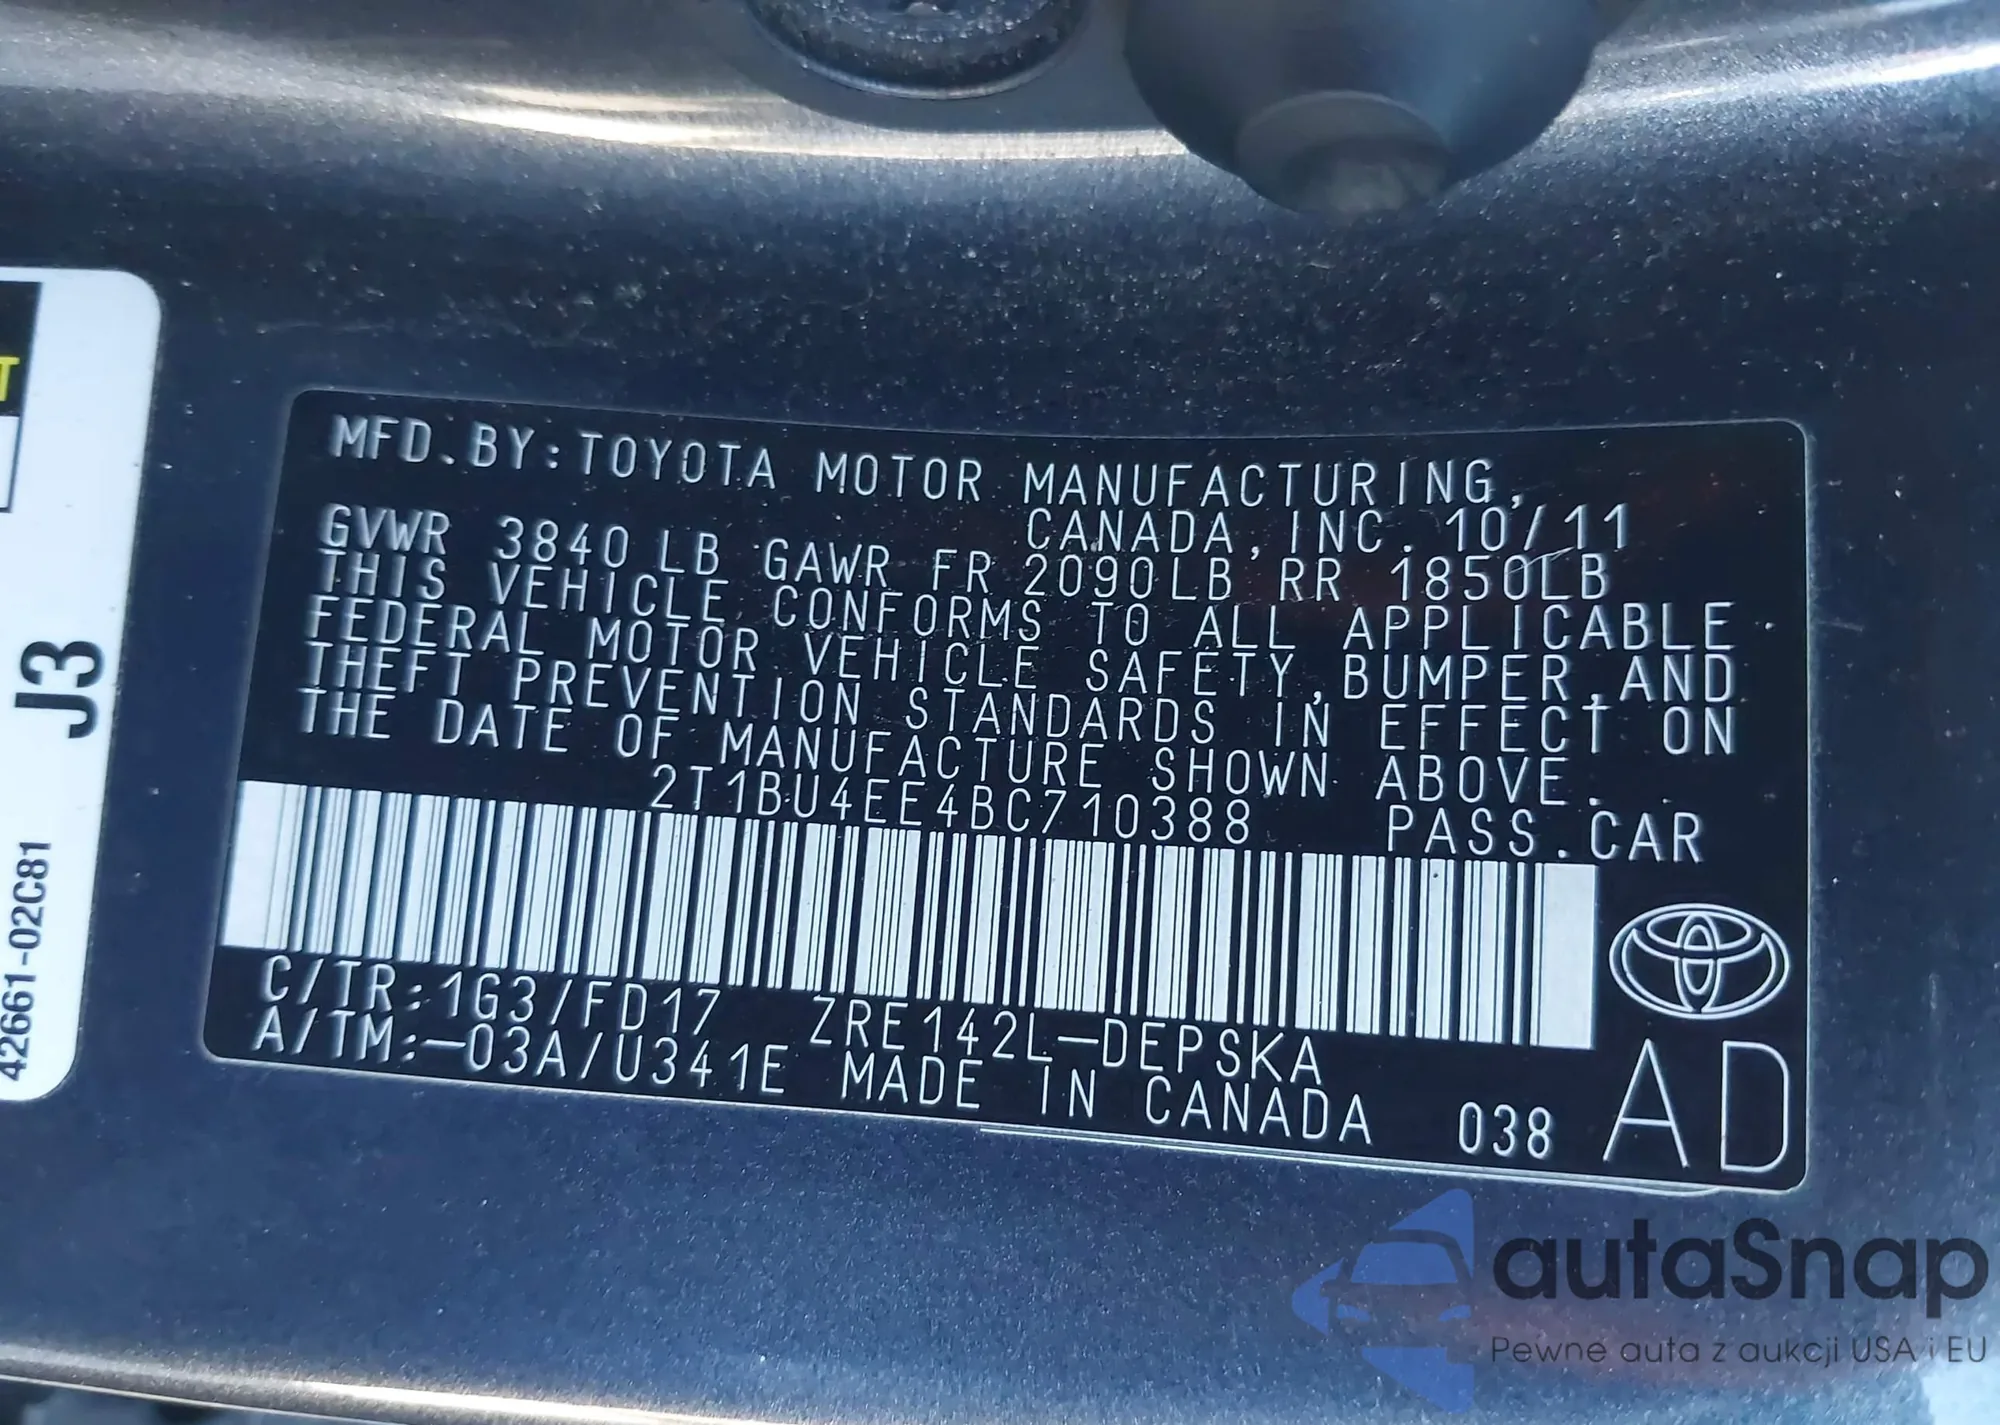 MFD.BY:TOYOTA MOTOR MANUFACTURING,
CANADA,INC. 10/11
GVWR 3840 LB GAWR FR 2090LB RR 1850LB
THIS VEHICLE CONFORMS TO ALL APPLICABLE
FEDERAL MOTOR VEHICLE SAFETY,BUMPER,AND
THEFT PREVENTION STANDARDS IN EFFECT ON
THE DATE OF MANUFACTURE SHOWN ABOVE.
2T1BU4EE4BC710388 PASS.CAR
C/TR:1G3/FD17 ZRE142L-DEPSKA
A/TM:-03A/U341E MADE IN CANADA 038 AD
T
J3
42661-02C81
autaSnap
Pewne auta z aukcji USA i EU